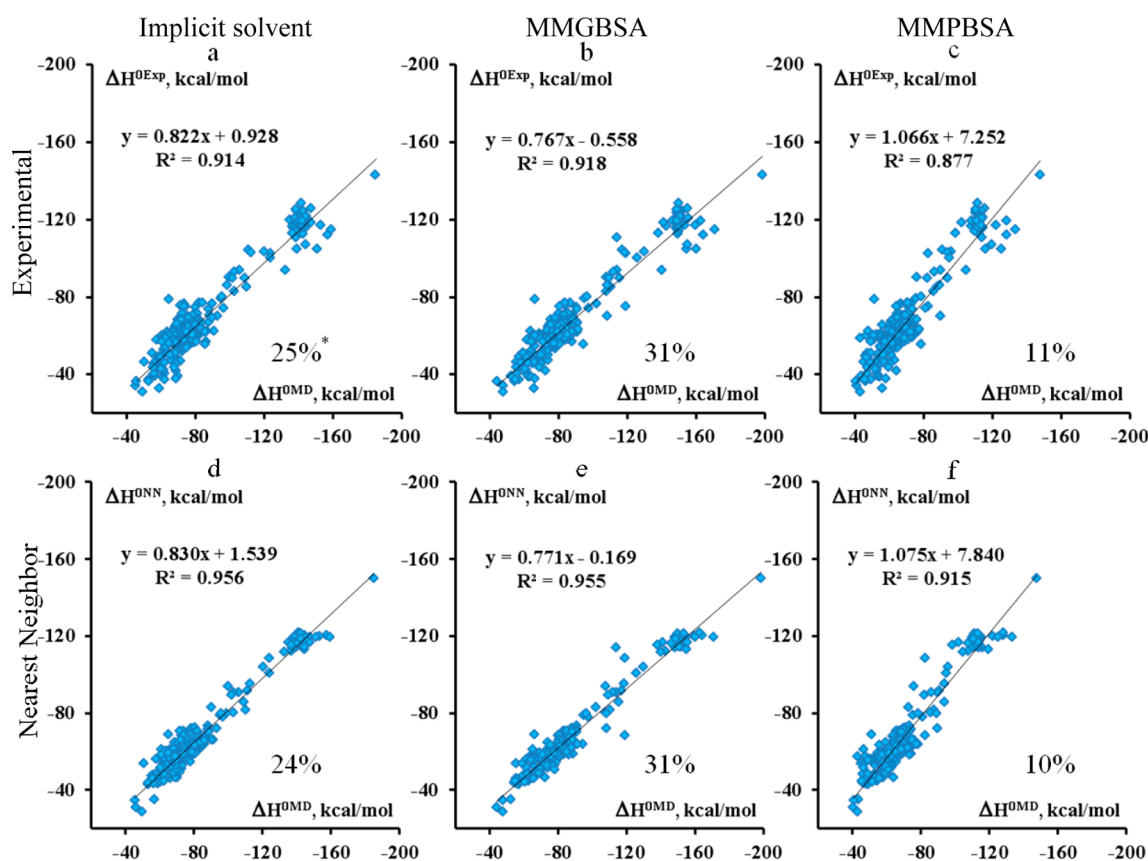 Implicit solvent
MMGBSA
MMPBSA
a
b
c
Experimental
-200
-160
-120
-80
-40
ΔH⁰ᴱˣᵖ, kcal/mol
y = 0.822x + 0.928
R² = 0.914
25%*
ΔH⁰ᴹᴰ, kcal/mol
-40
-80
-120
-160
-200
-200
-160
-120
-80
-40
ΔH⁰ᴱˣᵖ, kcal/mol
y = 0.767x - 0.558
R² = 0.918
31%
ΔH⁰ᴹᴰ, kcal/mol
-40
-80
-120
-160
-200
-200
-160
-120
-80
-40
ΔH⁰ᴱˣᵖ, kcal/mol
y = 1.066x + 7.252
R² = 0.877
11%
ΔH⁰ᴹᴰ, kcal/mol
-40
-80
-120
-160
-200
d
e
f
Nearest Neighbor
-200
-160
-120
-80
-40
ΔH⁰ᴺᴺ, kcal/mol
y = 0.830x + 1.539
R² = 0.956
24%
ΔH⁰ᴹᴰ, kcal/mol
-40
-80
-120
-160
-200
-200
-160
-120
-80
-40
ΔH⁰ᴺᴺ, kcal/mol
y = 0.771x - 0.169
R² = 0.955
31%
ΔH⁰ᴹᴰ, kcal/mol
-40
-80
-120
-160
-200
-200
-160
-120
-80
-40
ΔH⁰ᴺᴺ, kcal/mol
y = 1.075x + 7.840
R² = 0.915
10%
ΔH⁰ᴹᴰ, kcal/mol
-40
-80
-120
-160
-200